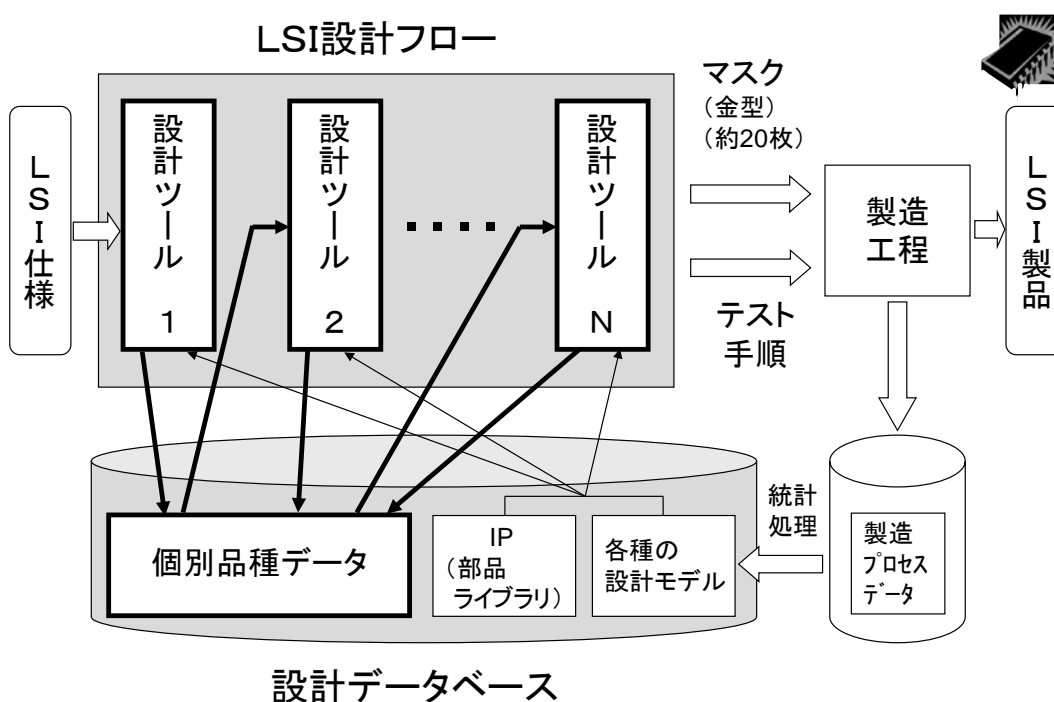 LSI設計フロー
マスク
（金型）
（約20枚）
LSI仕様
設計ツール
1
設計ツール
2
・・・・
設計ツール
N
製造
工程
LSI製品
テスト
手順
統計
処理
製造
プロセス
データ
個別品種データ
IP
（部品
ライブラリ）
各種の
設計モデル
設計データベース